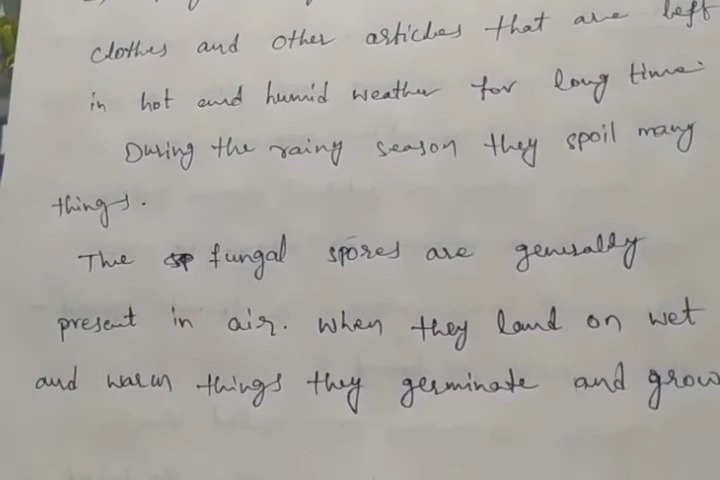 clothes and other articles that are left
in hot and humid weather for long time.
During the rainy season they spoil many
things.
The fungal spores are generally
present in air. When they land on wet
and warm things they germinate and grow